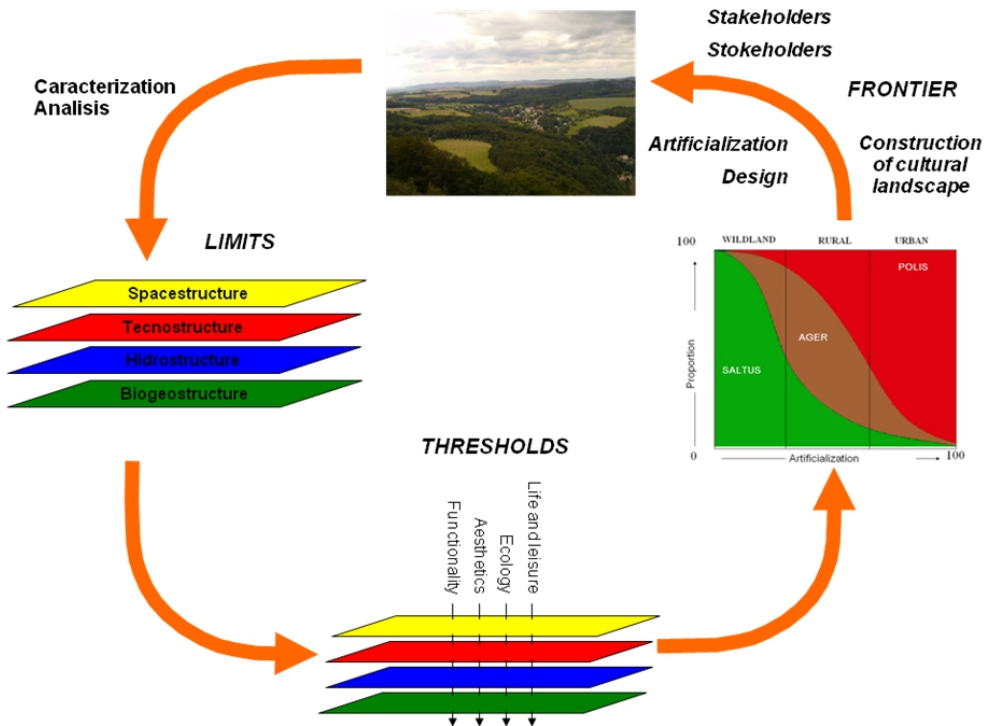 Stakeholders
Stokeholders
FRONTIER
Caracterization
Analisis
Artificialization
Design
Construction
of cultural
landscape
LIMITS
Spacestructure
Tecnostructure
Hidrostructure
Biogeostructure
WILDLAND RURAL URBAN
100
POLIS
AGER
SALTUS
Proportion
0 Artificialization 100
THRESHOLDS
Functionality
Aesthetics
Ecology
Life and leisure